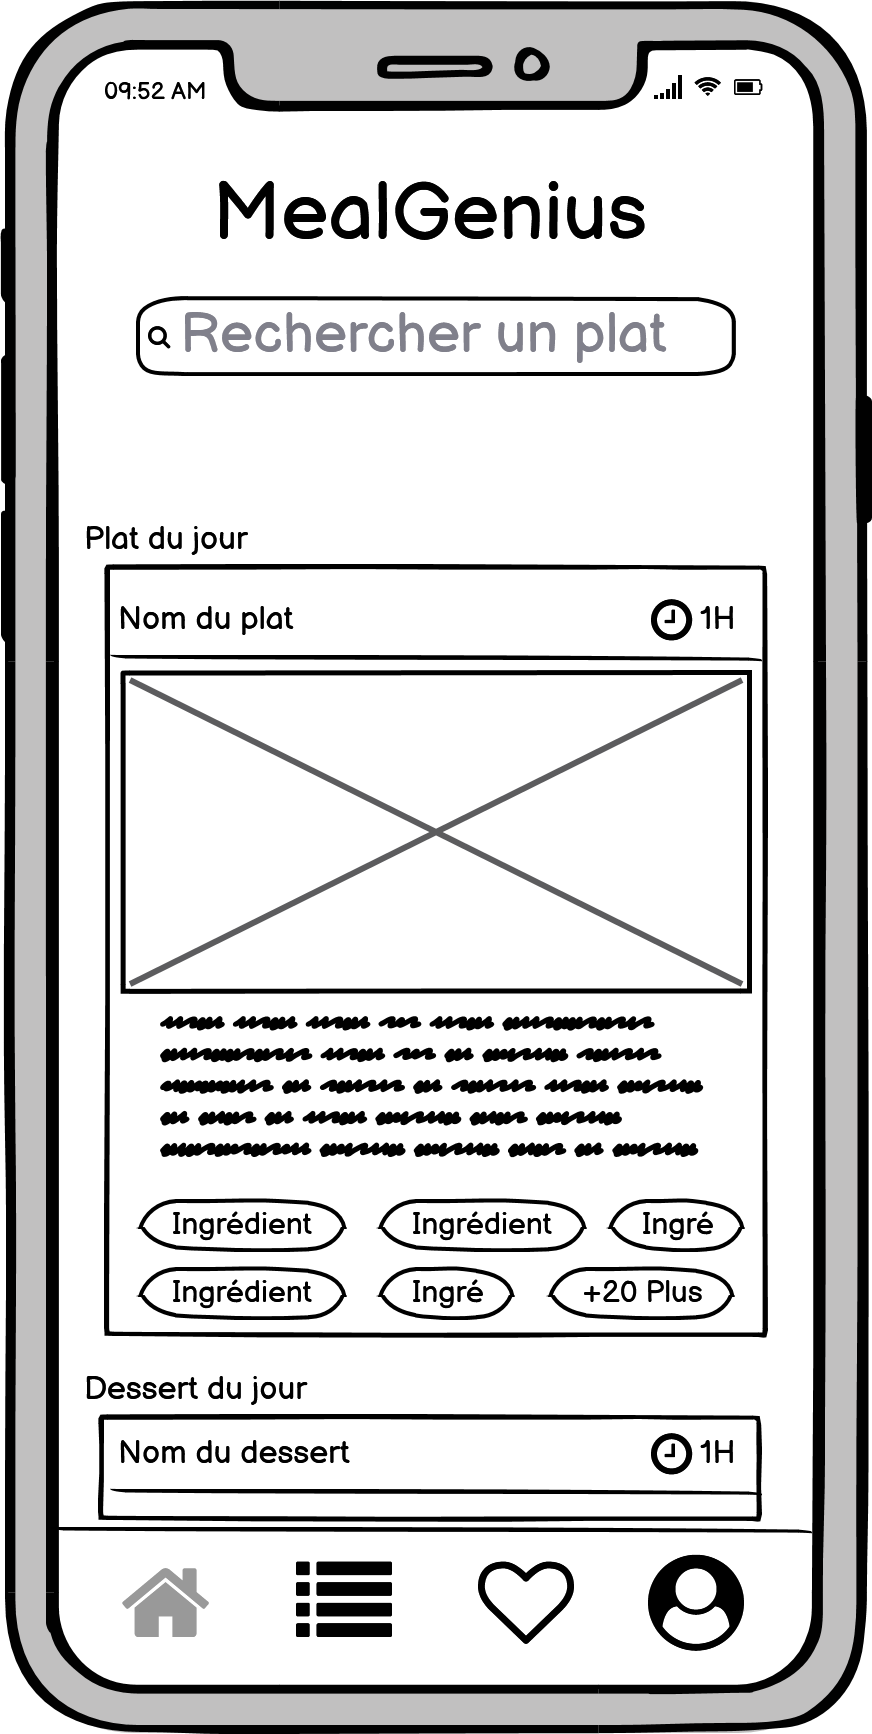 09:52 AM
MealGenius
Rechercher un plat
Plat du jour
Nom du plat 1H
Ingrédient Ingrédient Ingré
Ingrédient Ingré +20 Plus
Dessert du jour
Nom du dessert 1H